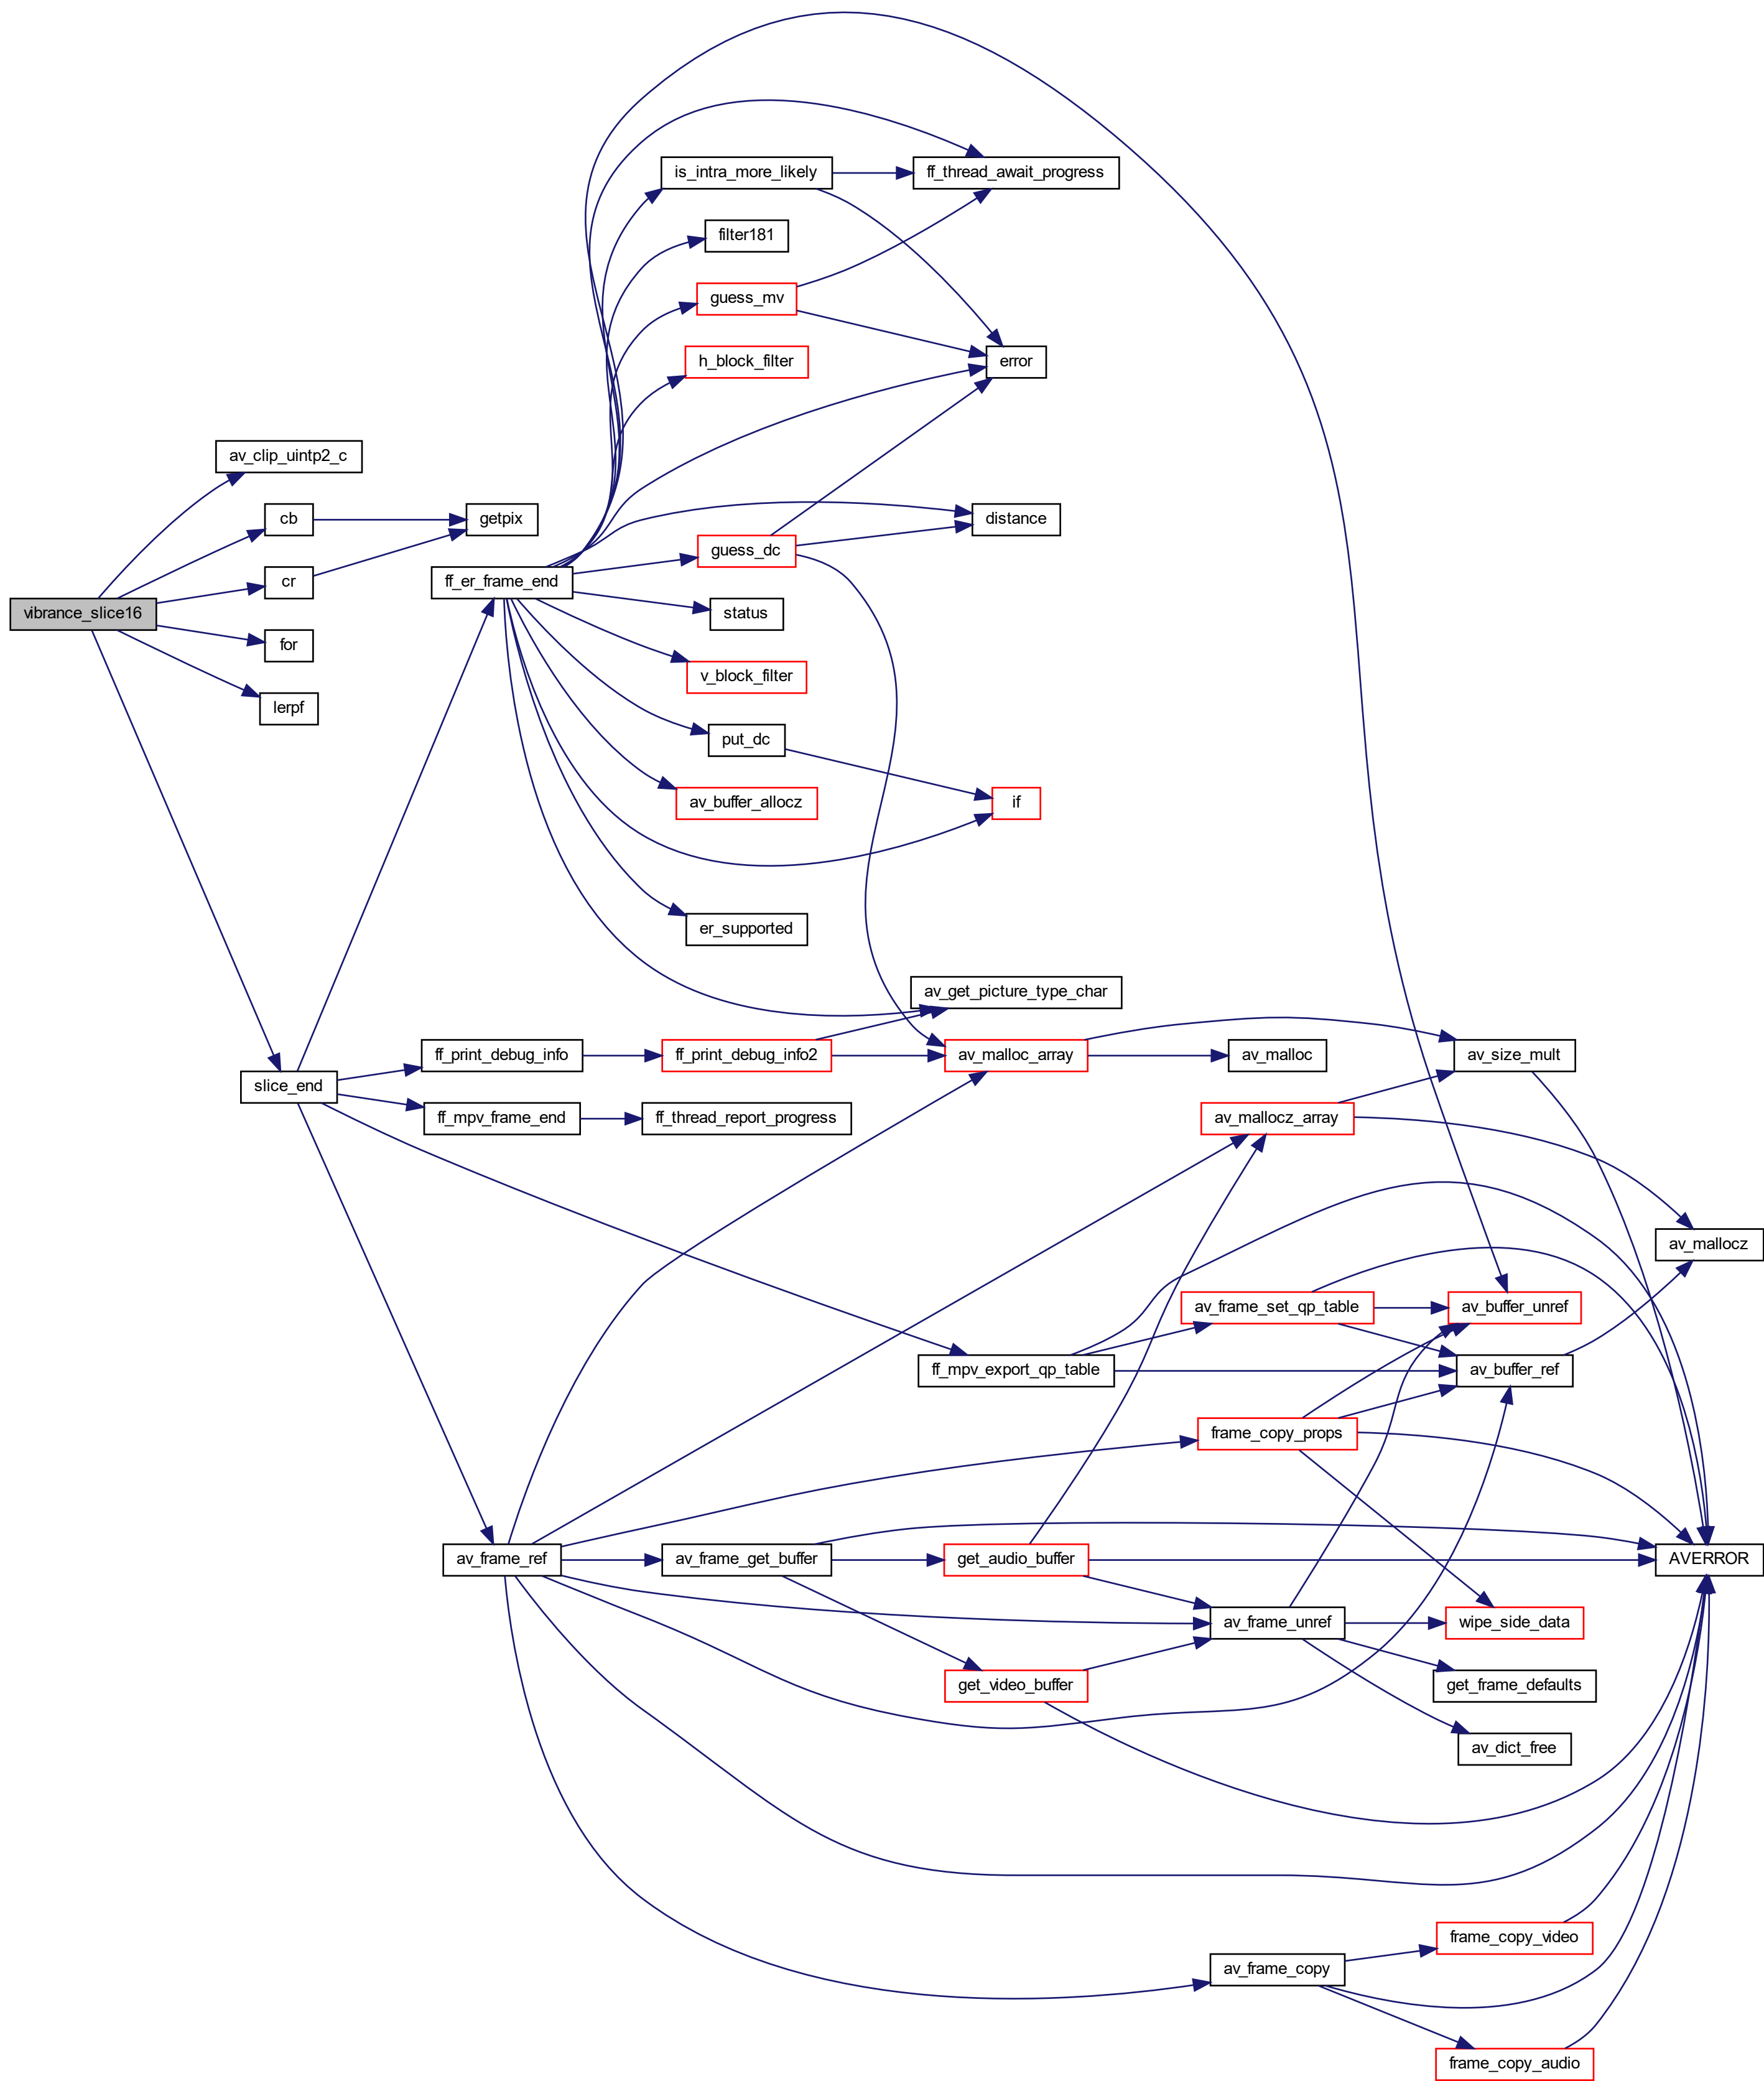 is_intra_more_likely
ff_thread_await_progress
filter181
guess_mv
h_block_filter
error
av_clip_uintp2_c
cb
getpix
distance
guess_dc
cr
ff_er_frame_end
vibrance_slice16
status
for
v_block_filter
lerpf
put_dc
av_buffer_allocz
if
er_supported
av_get_picture_type_char
ff_print_debug_info
ff_print_debug_info2
av_malloc_array
av_malloc
av_size_mult
slice_end
ff_mpv_frame_end
ff_thread_report_progress
av_mallocz_array
av_mallocz
av_frame_set_qp_table
av_buffer_unref
ff_mpv_export_qp_table
av_buffer_ref
frame_copy_props
av_frame_ref
av_frame_get_buffer
get_audio_buffer
AVERROR
av_frame_unref
wipe_side_data
get_video_buffer
get_frame_defaults
av_dict_free
frame_copy_video
av_frame_copy
frame_copy_audio